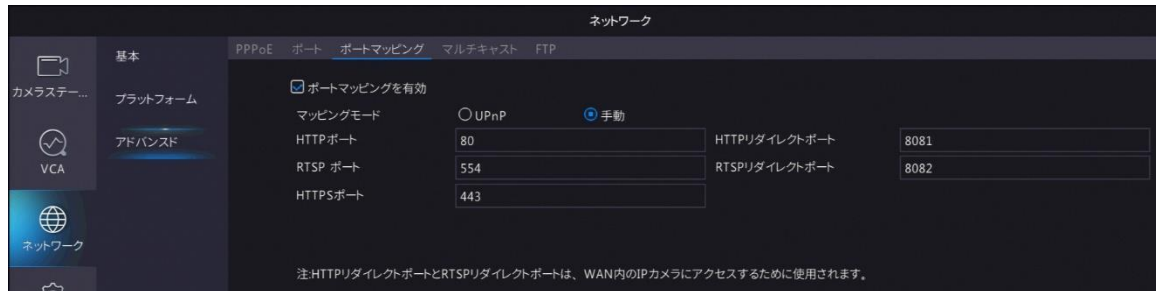 ネットワーク
カメラステー...
VCA
ネットワーク
基本
プラットフォーム
アドバンスド
PPPoE ポート ポートマッピング マルチキャスト FTP
ポートマッピングを有効
マッピングモード UPnP 手動
HTTPポート 80 HTTPリダイレクトポート 8081
RTSP ポート 554 RTSPリダイレクトポート 8082
HTTPSポート 443
注:HTTPリダイレクトポートとRTSPリダイレクトポートは、WAN内のIPカメラにアクセスするために使用されます。